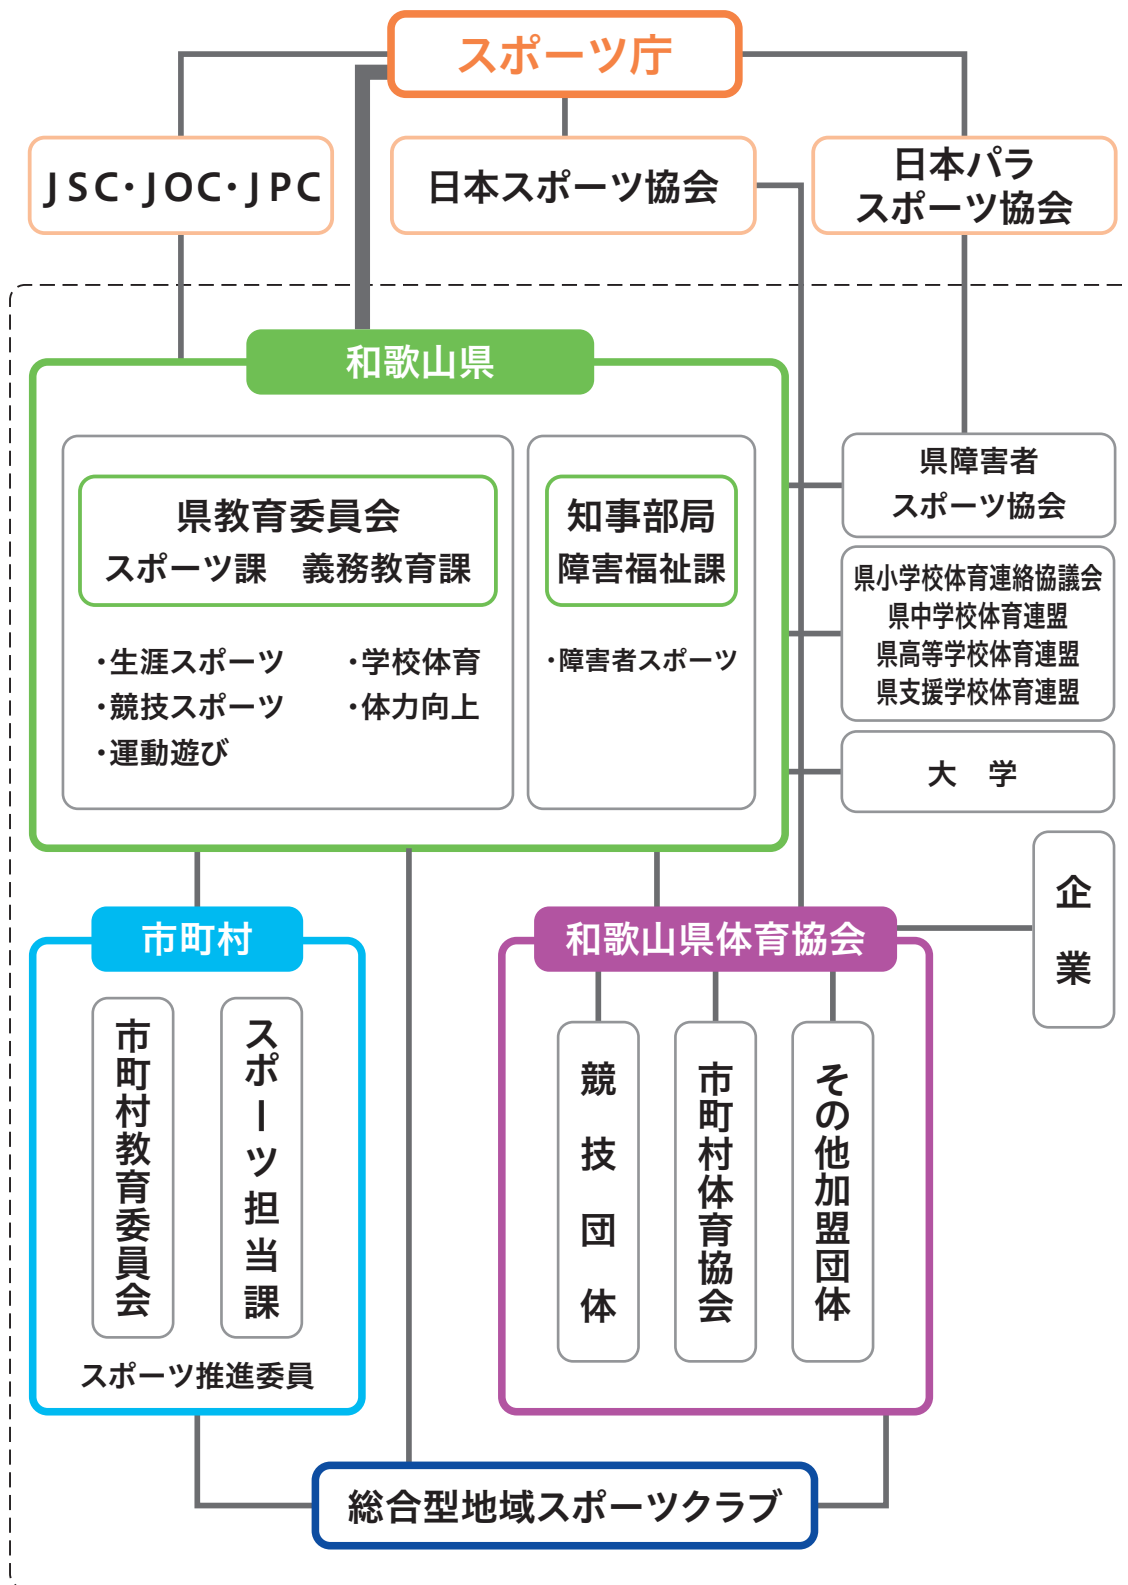 スポーツ庁
JSC・JOC・JPC
日本スポーツ協会
日本パラ
スポーツ協会
和歌山県
県教育委員会
スポーツ課　義務教育課
・生涯スポーツ
・競技スポーツ
・運動遊び
・学校体育
・体力向上
知事部局
障害福祉課
・障害者スポーツ
県障害者
スポーツ協会
県小学校体育連絡協議会
県中学校体育連盟
県高等学校体育連盟
県支援学校体育連盟
大　学
企業
市町村
市町村教育委員会
スポーツ担当課
スポーツ推進委員
和歌山県体育協会
競技団体
市町村体育協会
その他加盟団体
総合型地域スポーツクラブ